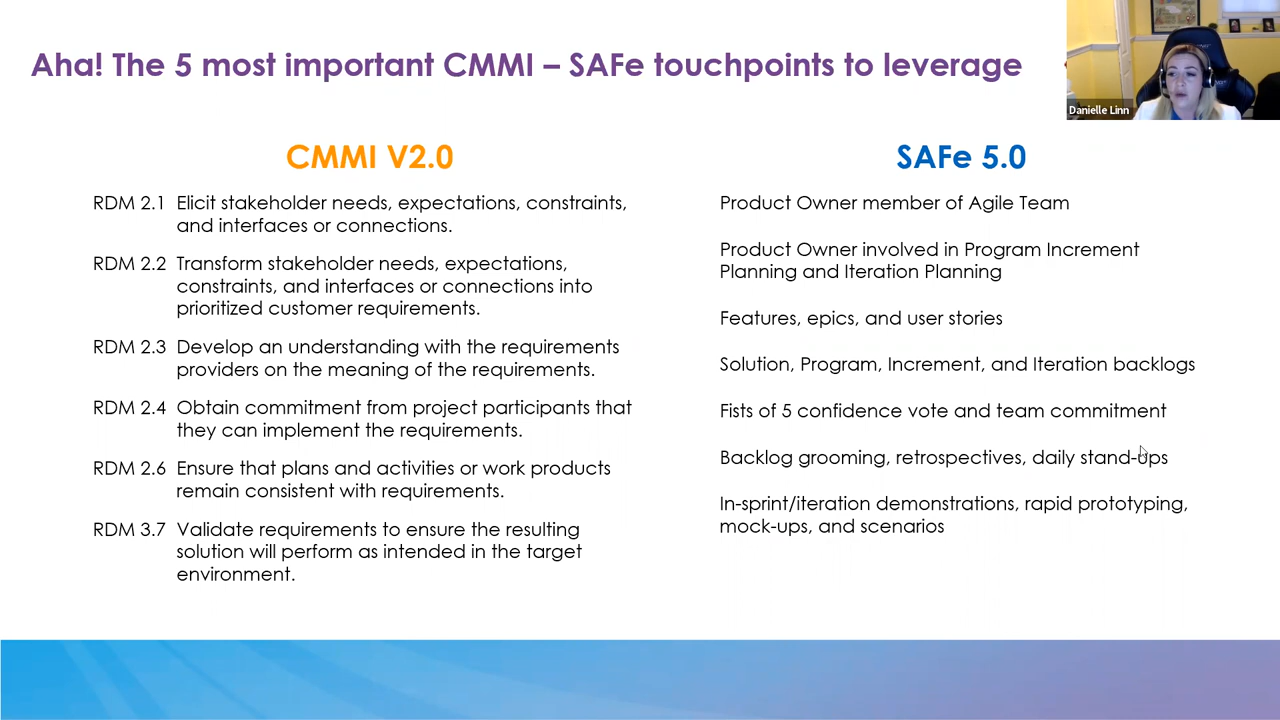 Aha! The 5 most important CMMI – SAFe touchpoints to leverage
Danielle Linn
CMMI V2.0
RDM 2.1 Elicit stakeholder needs, expectations, constraints,
and interfaces or connections.
RDM 2.2 Transform stakeholder needs, expectations,
constraints, and interfaces or connections into
prioritized customer requirements.
RDM 2.3 Develop an understanding with the requirements
providers on the meaning of the requirements.
RDM 2.4 Obtain commitment from project participants that
they can implement the requirements.
RDM 2.6 Ensure that plans and activities or work products
remain consistent with requirements.
RDM 3.7 Validate requirements to ensure the resulting
solution will perform as intended in the target
environment.
SAFe 5.0
Product Owner member of Agile Team
Product Owner involved in Program Increment
Planning and Iteration Planning
Features, epics, and user stories
Solution, Program, Increment, and Iteration backlogs
Fists of 5 confidence vote and team commitment
Backlog grooming, retrospectives, daily stand-ups
In-sprint/iteration demonstrations, rapid prototyping,
mock-ups, and scenarios